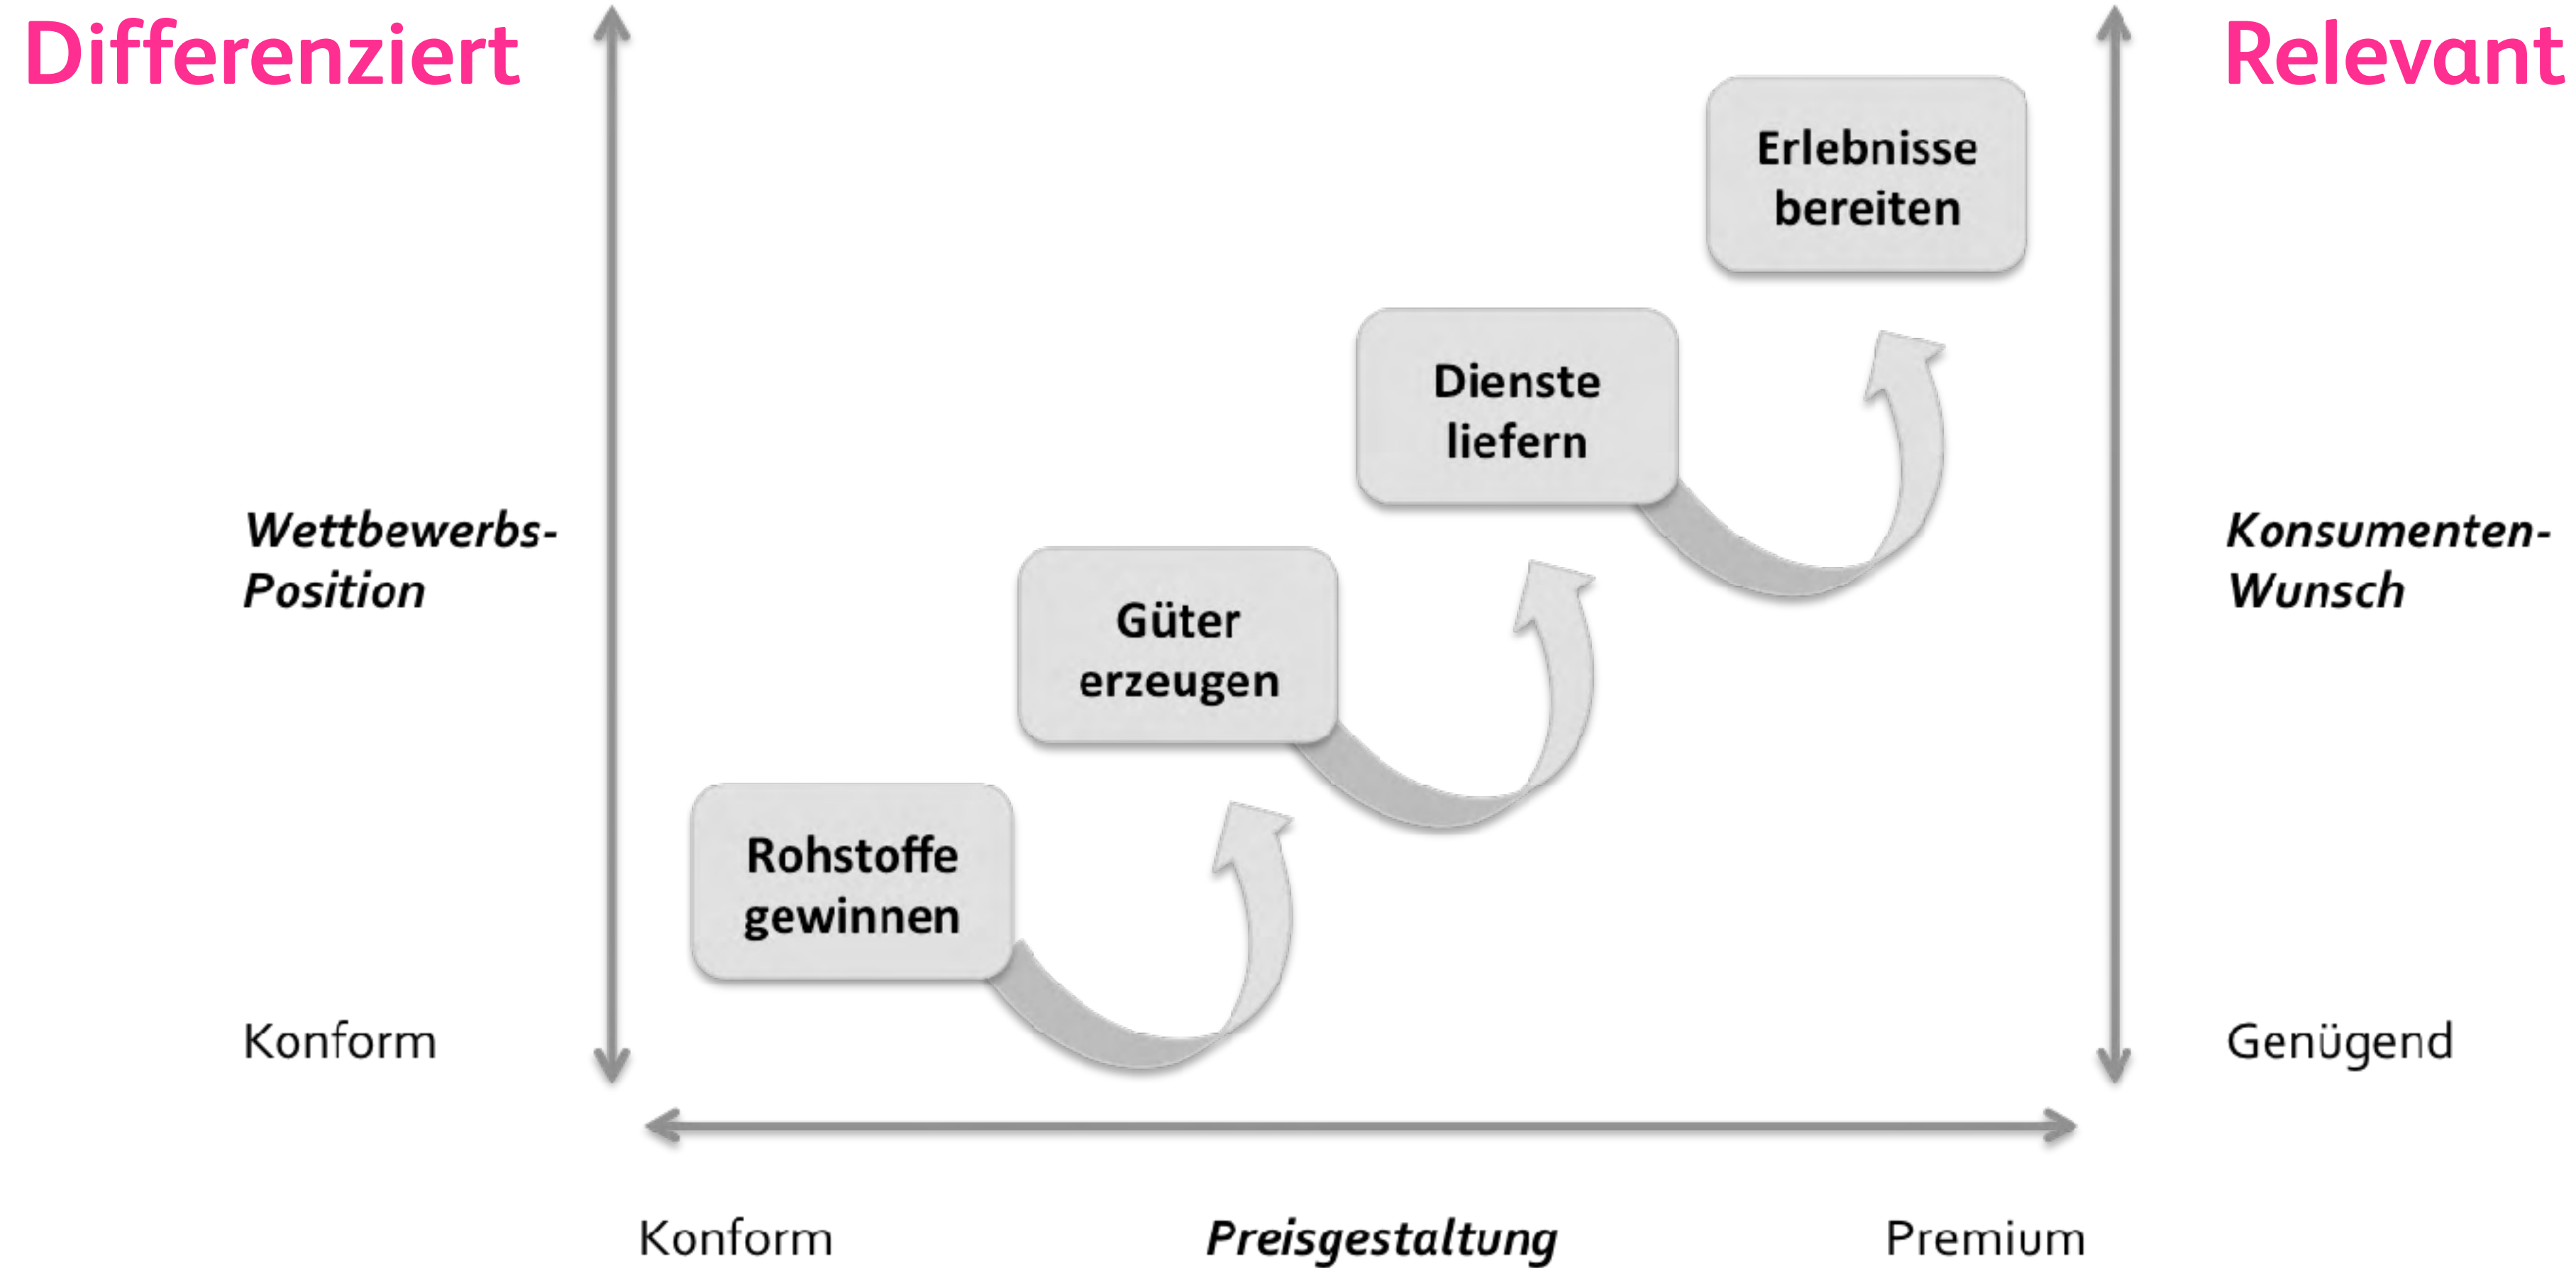 Differenziert
Relevant
Erlebnisse
bereiten
Dienste
liefern
Wettbewerbs-
Position
Konsumenten-
Wunsch
Güter
erzeugen
Rohstoffe
gewinnen
Konform
Genügend
Konform
Preisgestaltung
Premium